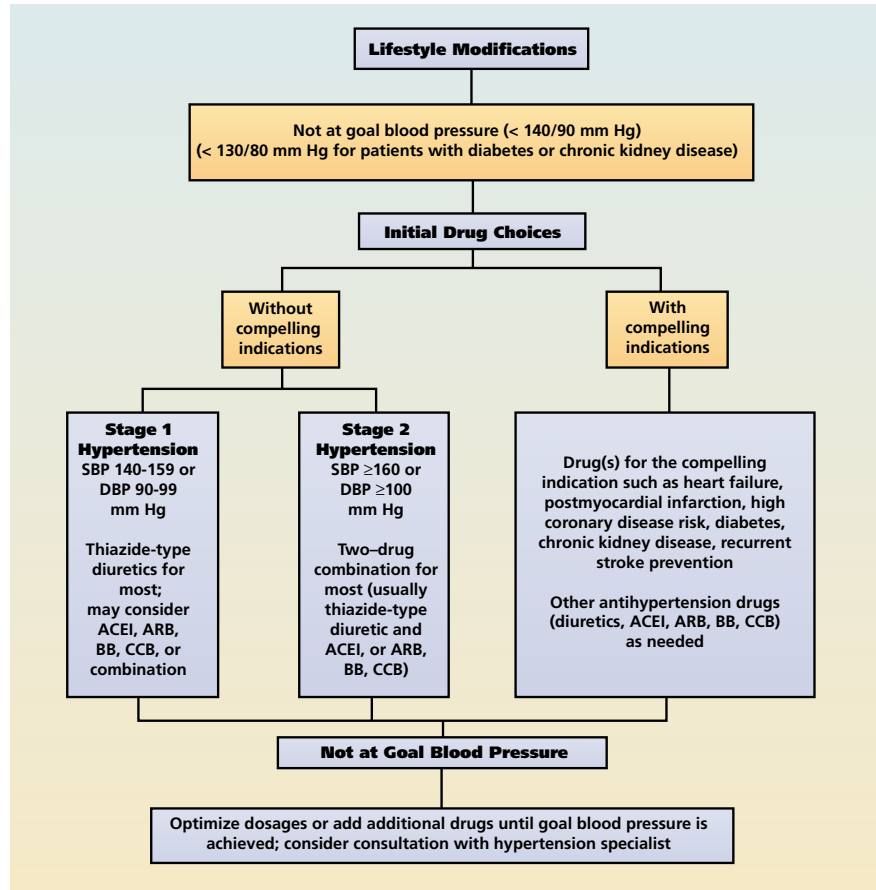 Lifestyle Modifications
Not at goal blood pressure (< 140/90 mm Hg)
(< 130/80 mm Hg for patients with diabetes or chronic kidney disease)
Initial Drug Choices
Without
compelling
indications
With
compelling
indications
Stage 1
Hypertension
SBP 140-159 or
DBP 90-99
mm Hg
Thiazide-type
diuretics for
most;
may consider
ACEI, ARB,
BB, CCB, or
combination
Stage 2
Hypertension
SBP ≥160 or
DBP ≥100
mm Hg
Two–drug
combination for
most (usually
thiazide-type
diuretic and
ACEI, or ARB,
BB, CCB)
Drug(s) for the compelling
indication such as heart failure,
postmyocardial infarction, high
coronary disease risk, diabetes,
chronic kidney disease, recurrent
stroke prevention
Other antihypertension drugs
(diuretics, ACEI, ARB, BB, CCB)
as needed
Not at Goal Blood Pressure
Optimize dosages or add additional drugs until goal blood pressure is
achieved; consider consultation with hypertension specialist